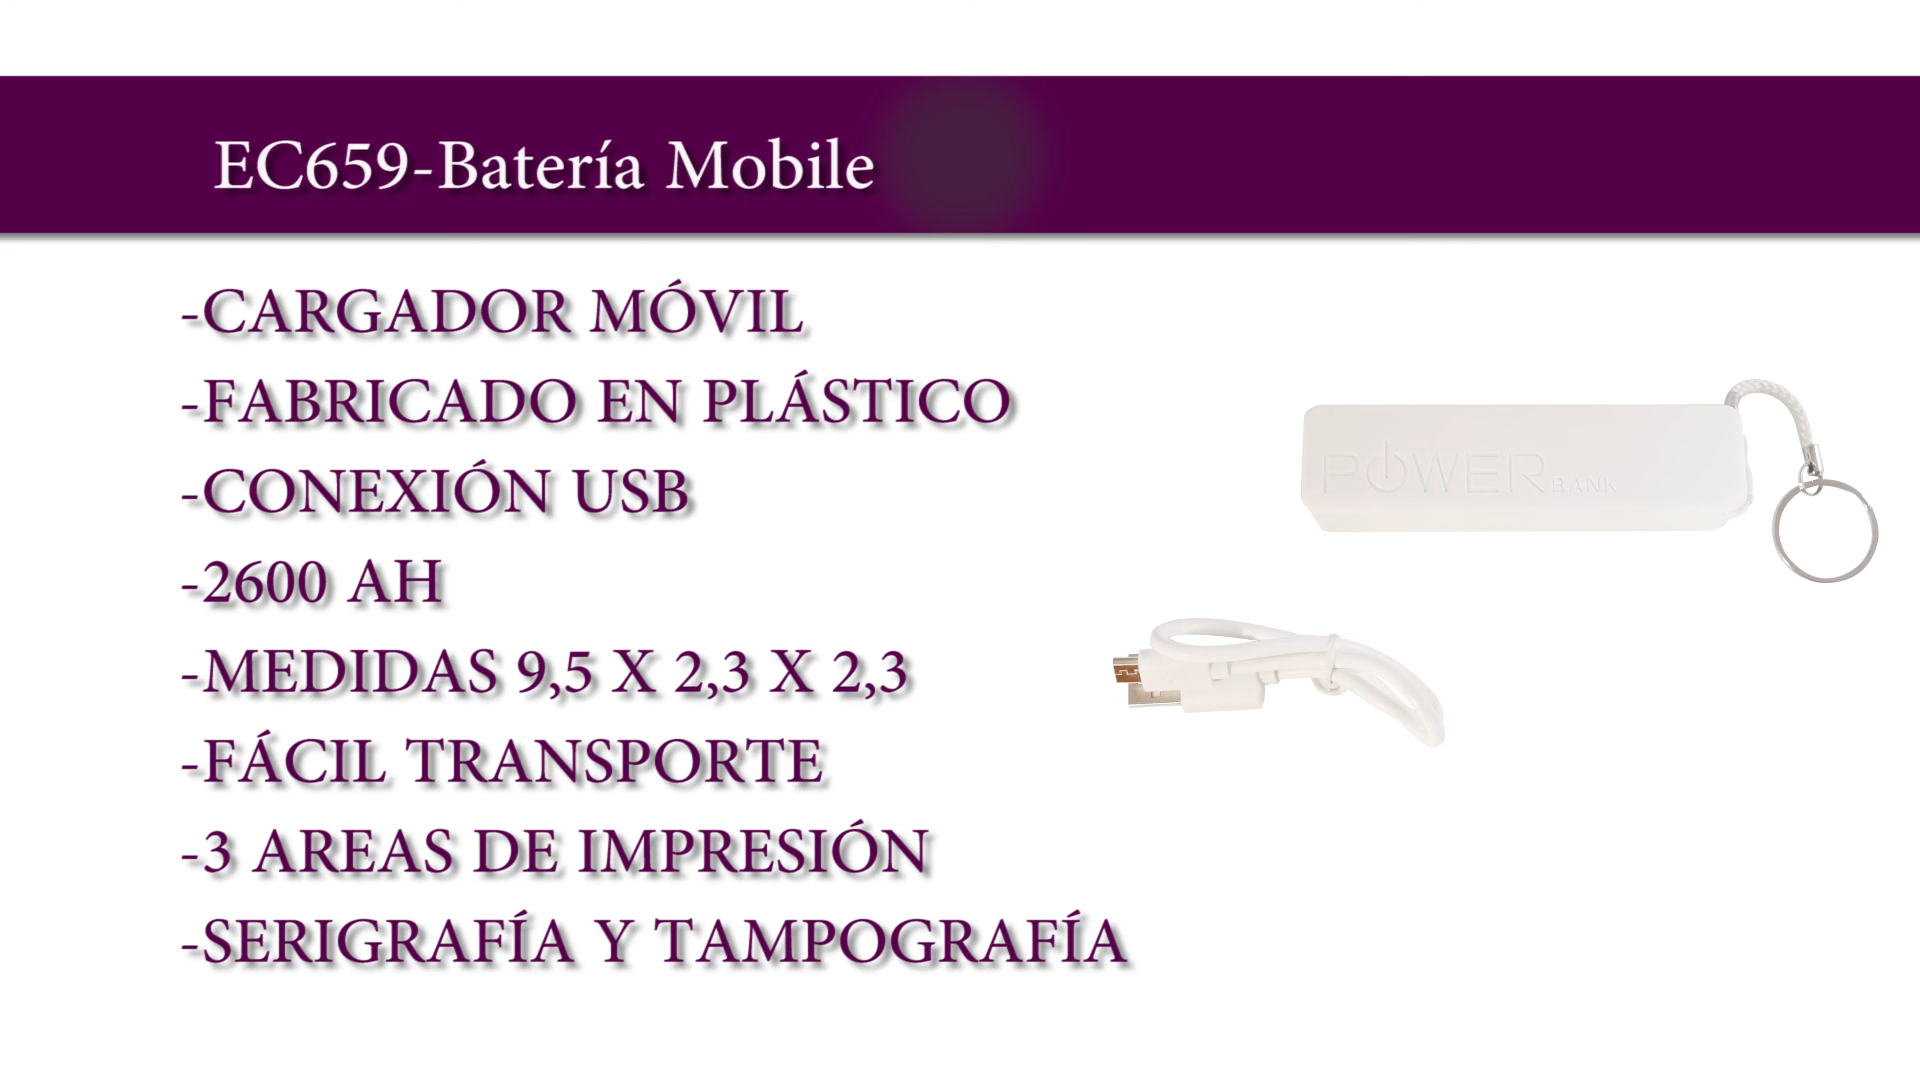 EC659-Batería Mobile
-CARGADOR MÓVIL
-FABRICADO EN PLÁSTICO
-CONEXIÓN USB
-2600 AH
-MEDIDAS 9,5 X 2,3 X 2,3
-FÁCIL TRANSPORTE
-3 AREAS DE IMPRESIÓN
-SERIGRAFÍA Y TAMPOGRAFÍA
POWER BANK